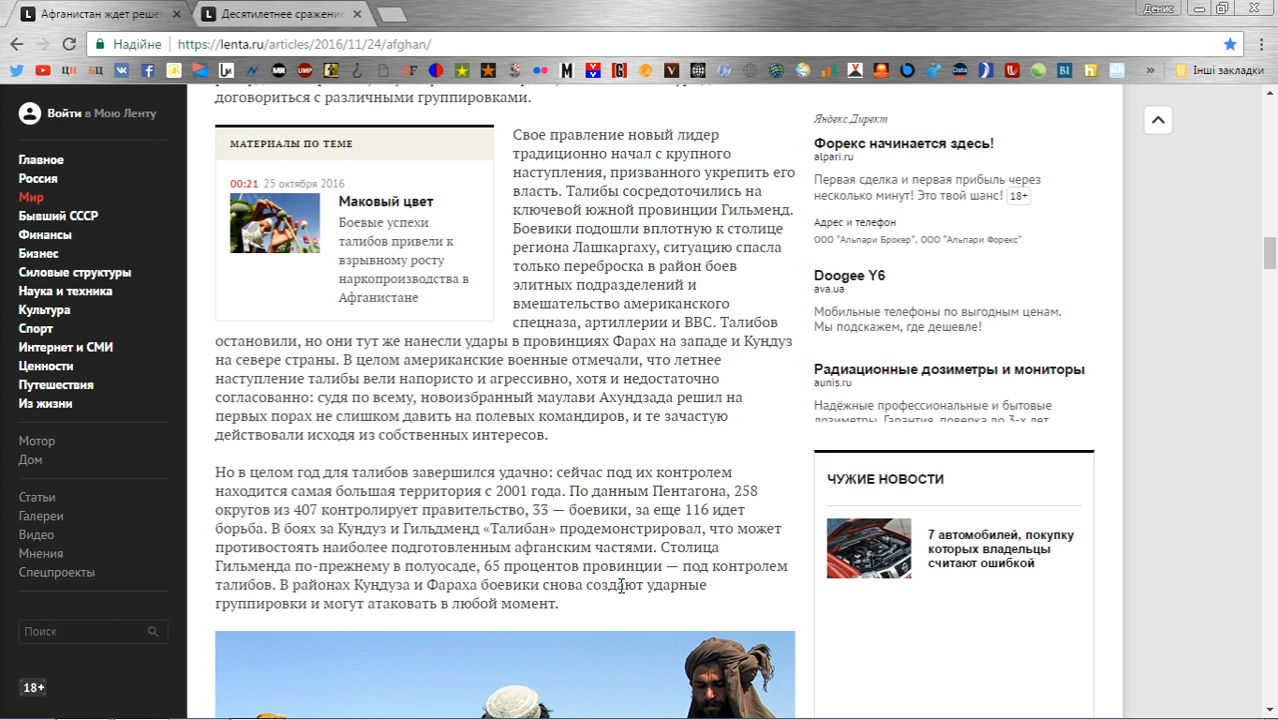 Афганистан ждет реше
Десятилетнее сражение
Денис
Надійне
https://lenta.ru/articles/2016/11/24/afghan/
Інші закладки
Войти в Мою Ленту
Главное
Россия
Мир
Бывший СССР
Финансы
Бизнес
Силовые структуры
Наука и техника
Культура
Спорт
Интернет и СМИ
Ценности
Путешествия
Из жизни
Мотор
Дом
Статьи
Галереи
Видео
Мнения
Спецпроекты
Поиск
18+
договориться с различными группировками.
МАТЕРИАЛЫ ПО ТЕМЕ
00:21 25 октября 2016
Маковый цвет
Боевые успехи
талибов привели к
взрывному росту
наркопроизводства в
Афганистане
Свое правление новый лидер
традиционно начал с крупного
наступления, призванного укрепить его
власть. Талибы сосредоточились на
ключевой южной провинции Гильменд.
Боевики подошли вплотную к столице
региона Лашкаргаху, ситуацию спасла
только переброска в район боев
элитных подразделений и
вмешательство американского
спецназа, артиллерии и ВВС. Талибов
остановили, но они тут же нанесли удары в провинциях Фарах на западе и Кундуз
на севере страны. В целом американские военные отмечали, что летнее
наступление талибы вели напористо и агрессивно, хотя и недостаточно
согласованно: судя по всему, новоизбранный маулави Ахундзада решил на
первых порах не слишком давить на полевых командиров, и те зачастую
действовали исходя из собственных интересов.
Но в целом год для талибов завершился удачно: сейчас под их контролем
находится самая большая территория с 2001 года. По данным Пентагона, 258
округов из 407 контролирует правительство, 33 — боевики, за еще 116 идет
борьба. В боях за Кундуз и Гильдменд «Талибан» продемонстрировал, что может
противостоять наиболее подготовленным афганским частями. Столица
Гильменда по-прежнему в полуосаде, 65 процентов провинции — под контролем
талибов. В районах Кундуза и Фараха боевики снова создают ударные
группировки и могут атаковать в любой момент.
Яндекс.Директ
Форекс начинается здесь!
alpari.ru
Первая сделка и первая прибыль через
несколько минут! Это твой шанс! 18+
Адрес и телефон
ООО "Альпари Брокер", ООО "Альпари Форекс"
Doogee Y6
ava.ua
Мобильные телефоны по выгодным ценам.
Мы подскажем, где дешевле!
Радиационные дозиметры и мониторы
aunis.ru
Надёжные профессиональные и бытовые
дозиметры. Гарантия, поверка до 3-х лет
ЧУЖИЕ НОВОСТИ
7 автомобилей, покупку
которых владельцы
считают ошибкой